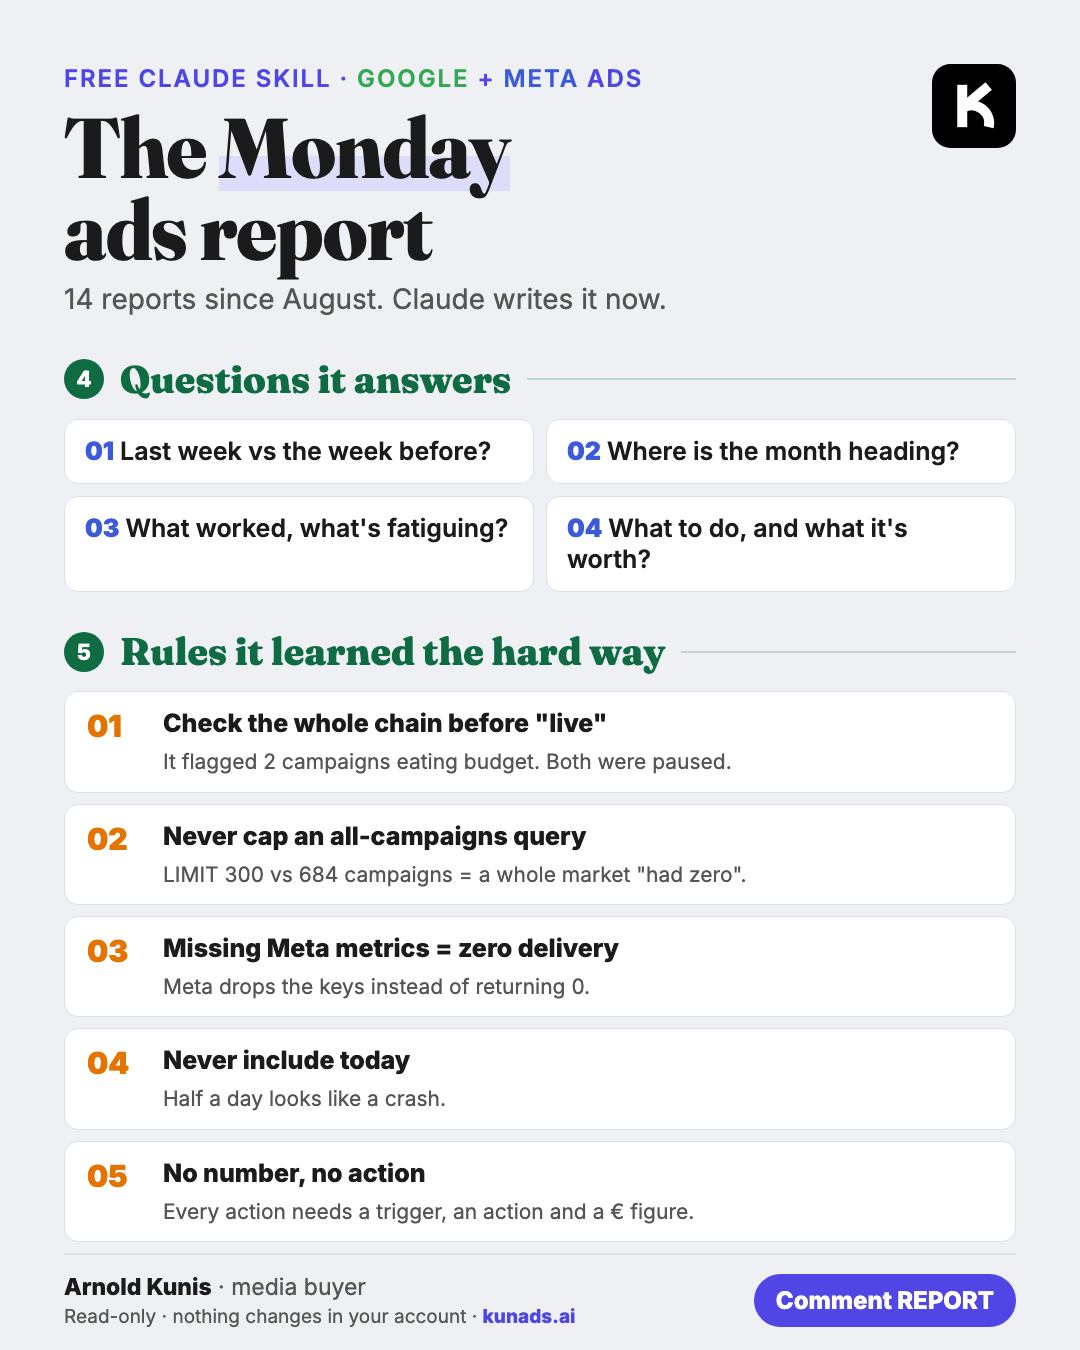 FREE CLAUDE SKILL · GOOGLE + META ADS
K
The Monday
ads report
14 reports since August. Claude writes it now.
4 Questions it answers
01 Last week vs the week before?
02 Where is the month heading?
03 What worked, what's fatiguing?
04 What to do, and what it's
worth?
5 Rules it learned the hard way
01 Check the whole chain before "live"
It flagged 2 campaigns eating budget. Both were paused.
02 Never cap an all-campaigns query
LIMIT 300 vs 684 campaigns = a whole market "had zero".
03 Missing Meta metrics = zero delivery
Meta drops the keys instead of returning 0.
04 Never include today
Half a day looks like a crash.
05 No number, no action
Every action needs a trigger, an action and a € figure.
Arnold Kunis · media buyer
Read-only · nothing changes in your account · kunads.ai
Comment REPORT